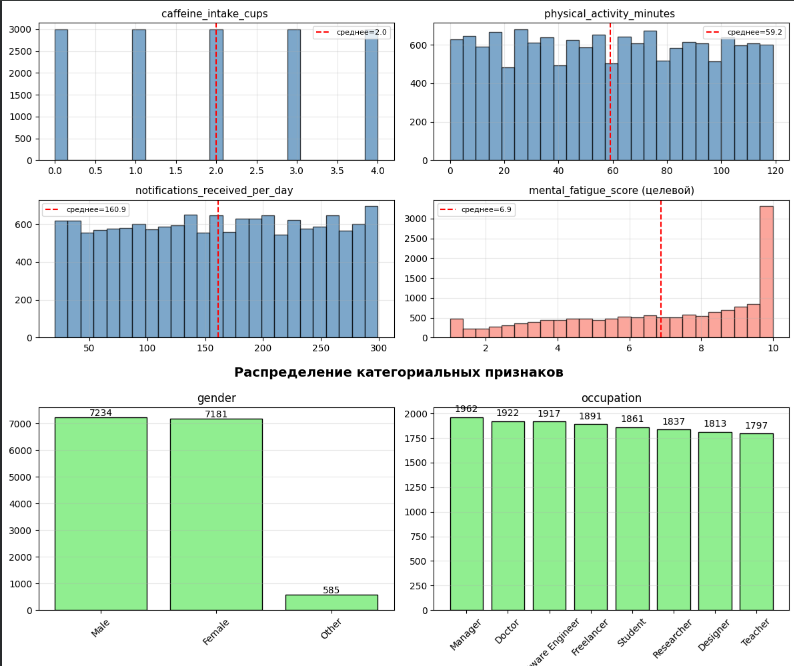 caffeine_intake_cups
3000
2500
2000
1500
1000
500
0
среднее=2.0
0.0 0.5 1.0 1.5 2.0 2.5 3.0 3.5 4.0
physical_activity_minutes
600
400
200
0
среднее=59.2
0 20 40 60 80 100 120
notifications_received_per_day
600
400
200
0
среднее=160.9
50 100 150 200 250 300
mental_fatigue_score (целевой)
3000
2500
2000
1500
1000
500
0
среднее=6.9
2 4 6 8 10
Распределение категориальных признаков
gender
7000
6000
5000
4000
3000
2000
1000
0
7234 7181 585
Male Female Other
occupation
2000
1750
1500
1250
1000
750
500
250
0
1962 1922 1917 1891 1861 1837 1813 1797
Manager Doctor ware Engineer Freelancer Student Researcher Designer Teacher